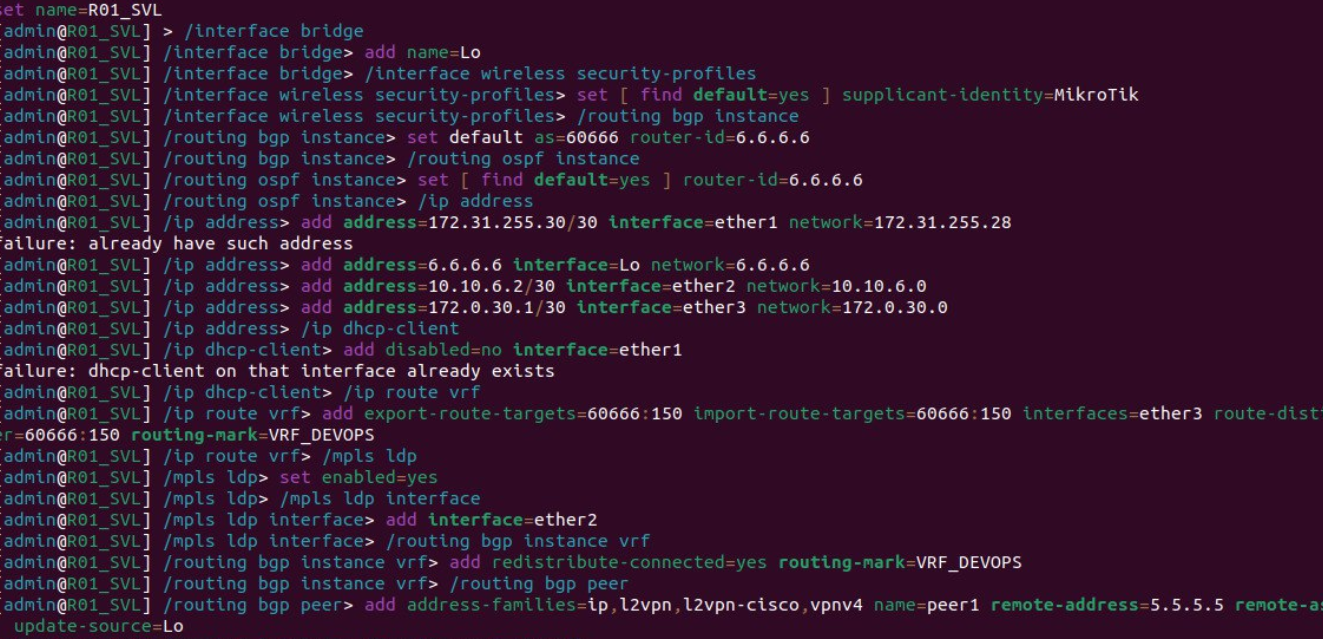 set name=R01_SVL
[admin@R01_SVL] > /interface bridge
[admin@R01_SVL] /interface bridge> add name=Lo
[admin@R01_SVL] /interface bridge> /interface wireless security-profiles
[admin@R01_SVL] /interface wireless security-profiles> set [ find default=yes ] supplicant-identity=MikroTik
[admin@R01_SVL] /interface wireless security-profiles> /routing bgp instance
[admin@R01_SVL] /routing bgp instance> set default as=60666 router-id=6.6.6.6
[admin@R01_SVL] /routing bgp instance> /routing ospf instance
[admin@R01_SVL] /routing ospf instance> set [ find default=yes ] router-id=6.6.6.6
[admin@R01_SVL] /routing ospf instance> /ip address
[admin@R01_SVL] /ip address> add address=172.31.255.30/30 interface=ether1 network=172.31.255.28
failure: already have such address
[admin@R01_SVL] /ip address> add address=6.6.6.6 interface=Lo network=6.6.6.6
[admin@R01_SVL] /ip address> add address=10.10.6.2/30 interface=ether2 network=10.10.6.0
[admin@R01_SVL] /ip address> add address=172.0.30.1/30 interface=ether3 network=172.0.30.0
[admin@R01_SVL] /ip address> /ip dhcp-client
[admin@R01_SVL] /ip dhcp-client> add disabled=no interface=ether1
failure: dhcp-client on that interface already exists
[admin@R01_SVL] /ip dhcp-client> /ip route vrf
[admin@R01_SVL] /ip route vrf> add export-route-targets=60666:150 import-route-targets=60666:150 interfaces=ether3 route-dist
er=60666:150 routing-mark=VRF_DEVOPS
[admin@R01_SVL] /ip route vrf> /mpls ldp
[admin@R01_SVL] /mpls ldp> set enabled=yes
[admin@R01_SVL] /mpls ldp> /mpls ldp interface
[admin@R01_SVL] /mpls ldp interface> add interface=ether2
[admin@R01_SVL] /mpls ldp interface> /routing bgp instance vrf
[admin@R01_SVL] /routing bgp instance vrf> add redistribute-connected=yes routing-mark=VRF_DEVOPS
[admin@R01_SVL] /routing bgp instance vrf> /routing bgp peer
[admin@R01_SVL] /routing bgp peer> add address-families=ip,l2vpn,l2vpn-cisco,vpnv4 name=peer1 remote-address=5.5.5.5 remote-as
update-source=Lo